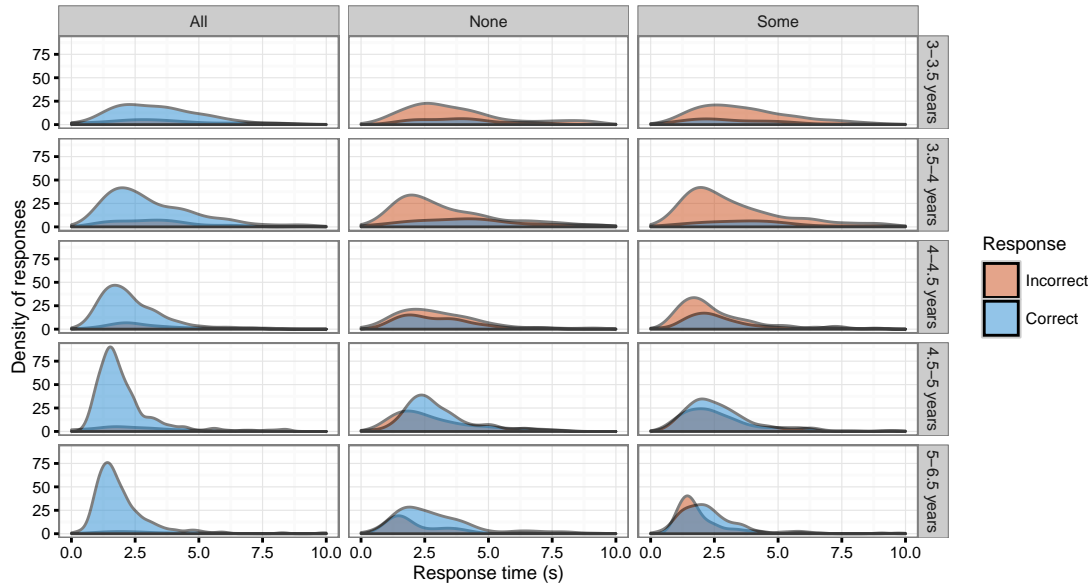 All None Some
75
50
25
0
3−3.5 years
75
50
25
0
3.5−4 years
75
50
25
0
4−4.5 years
75
50
25
0
4.5−5 years
75
50
25
0
5−6.5 years
0.0 2.5 5.0 7.5 10.0 0.0 2.5 5.0 7.5 10.0 0.0 2.5 5.0 7.5 10.0
Response time (s)
Density of responses
Response
Incorrect
Correct